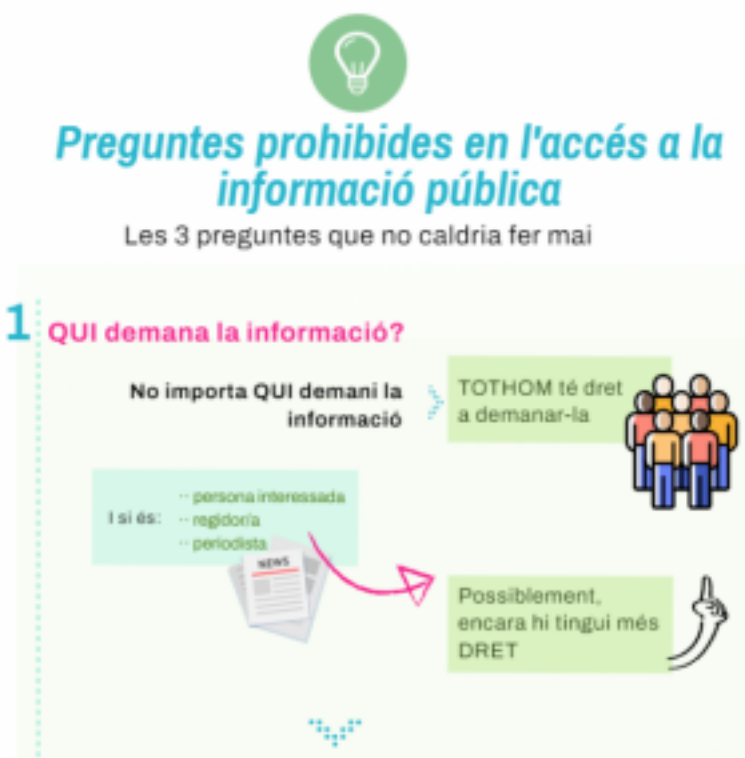 Preguntes prohibides en l'accés a la
informació pública
Les 3 preguntes que no caldria fer mai
1
QUI demana la informació?
No importa QUI demani la
informació
TOTHOM té dret
a demanar-la
I si és:
·· persona interessada
·· regidor/a
·· periodista
NEWS
Possiblement,
encara hi tingui més
DRET